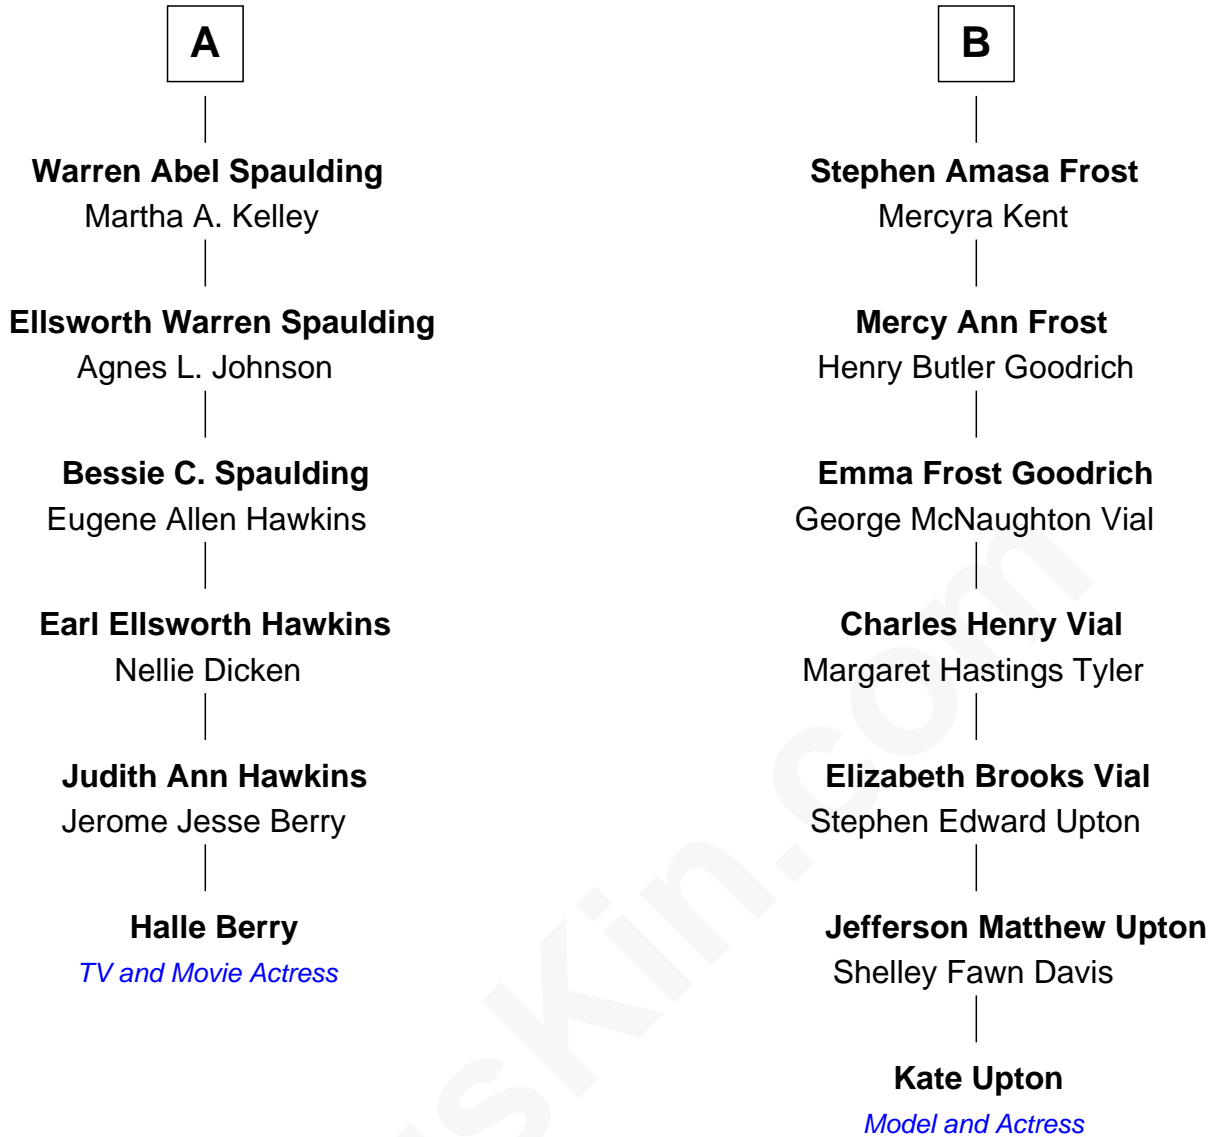 A
Warren Abel Spaulding
Martha A. Kelley
Ellsworth Warren Spaulding
Agnes L. Johnson
Bessie C. Spaulding
Eugene Allen Hawkins
Earl Ellsworth Hawkins
Nellie Dicken
Judith Ann Hawkins
Jerome Jesse Berry
Halle Berry
TV and Movie Actress
B
Stephen Amasa Frost
Mercyra Kent
Mercy Ann Frost
Henry Butler Goodrich
Emma Frost Goodrich
George McNaughton Vial
Charles Henry Vial
Margaret Hastings Tyler
Elizabeth Brooks Vial
Stephen Edward Upton
Jefferson Matthew Upton
Shelley Fawn Davis
Kate Upton
Model and Actress